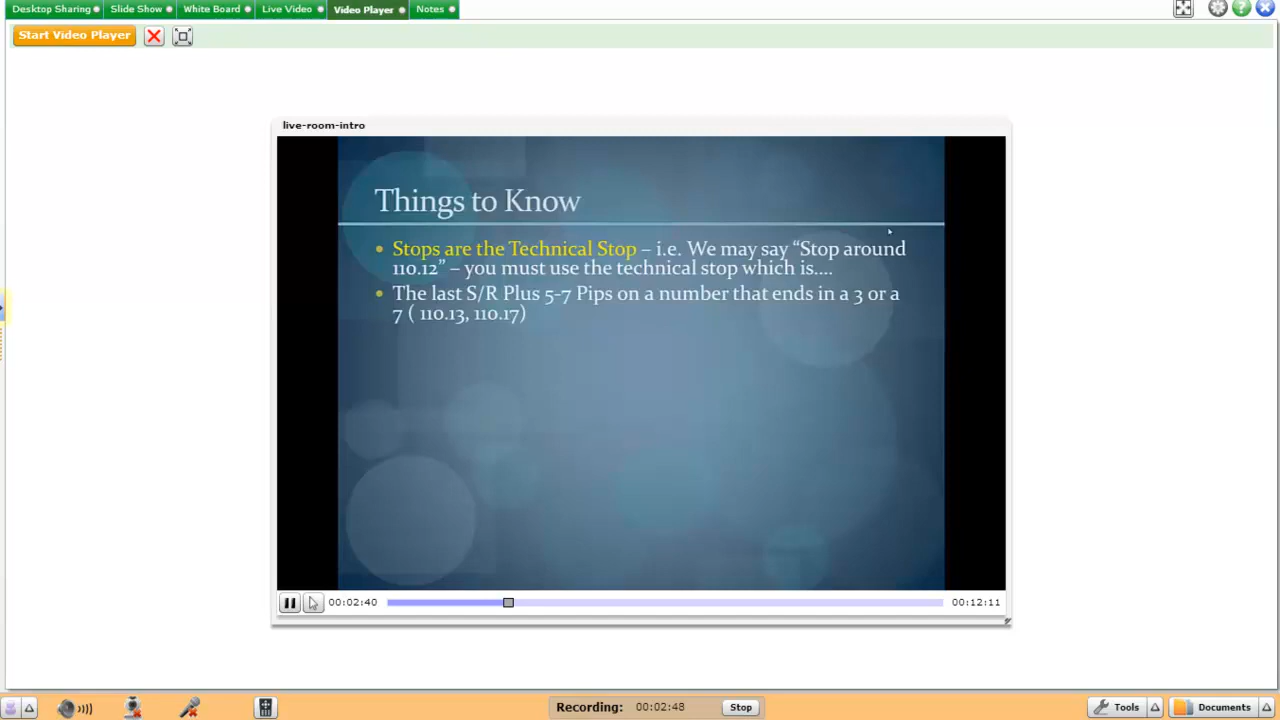 Desktop Sharing Slide Show White Board Live Video Video Player Notes
Start Video Player
live-room-intro
Things to Know
Stops are the Technical Stop – i.e. We may say “Stop around
110.12” – you must use the technical stop which is....
The last S/R Plus 5-7 Pips on a number that ends in a 3 or a
7 ( 110.13, 110.17)
00:02:40 00:12:11
Recording: 00:02:48 Stop Tools Documents